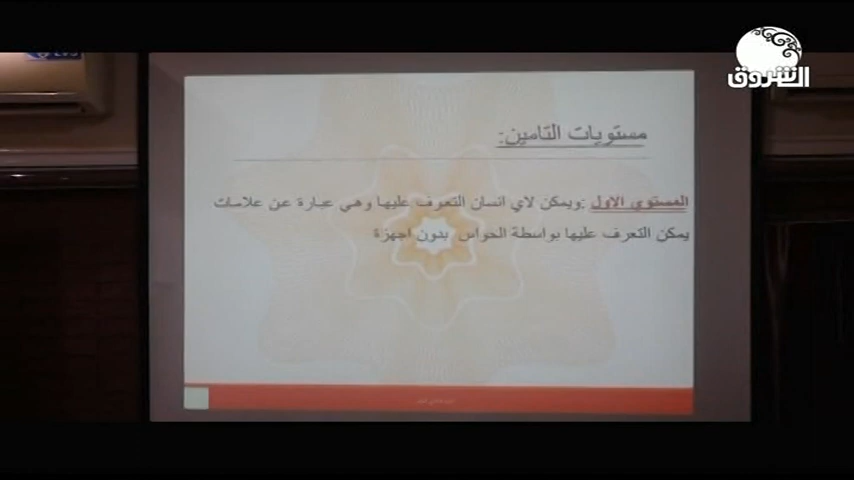 الشروق
مستويات التامين:
المستوي الاول :ويمكن لاي انسان التعرف عليها وهي عبارة عن علامات
يمكن التعرف عليها بواسطة الحواس بدون اجهزة